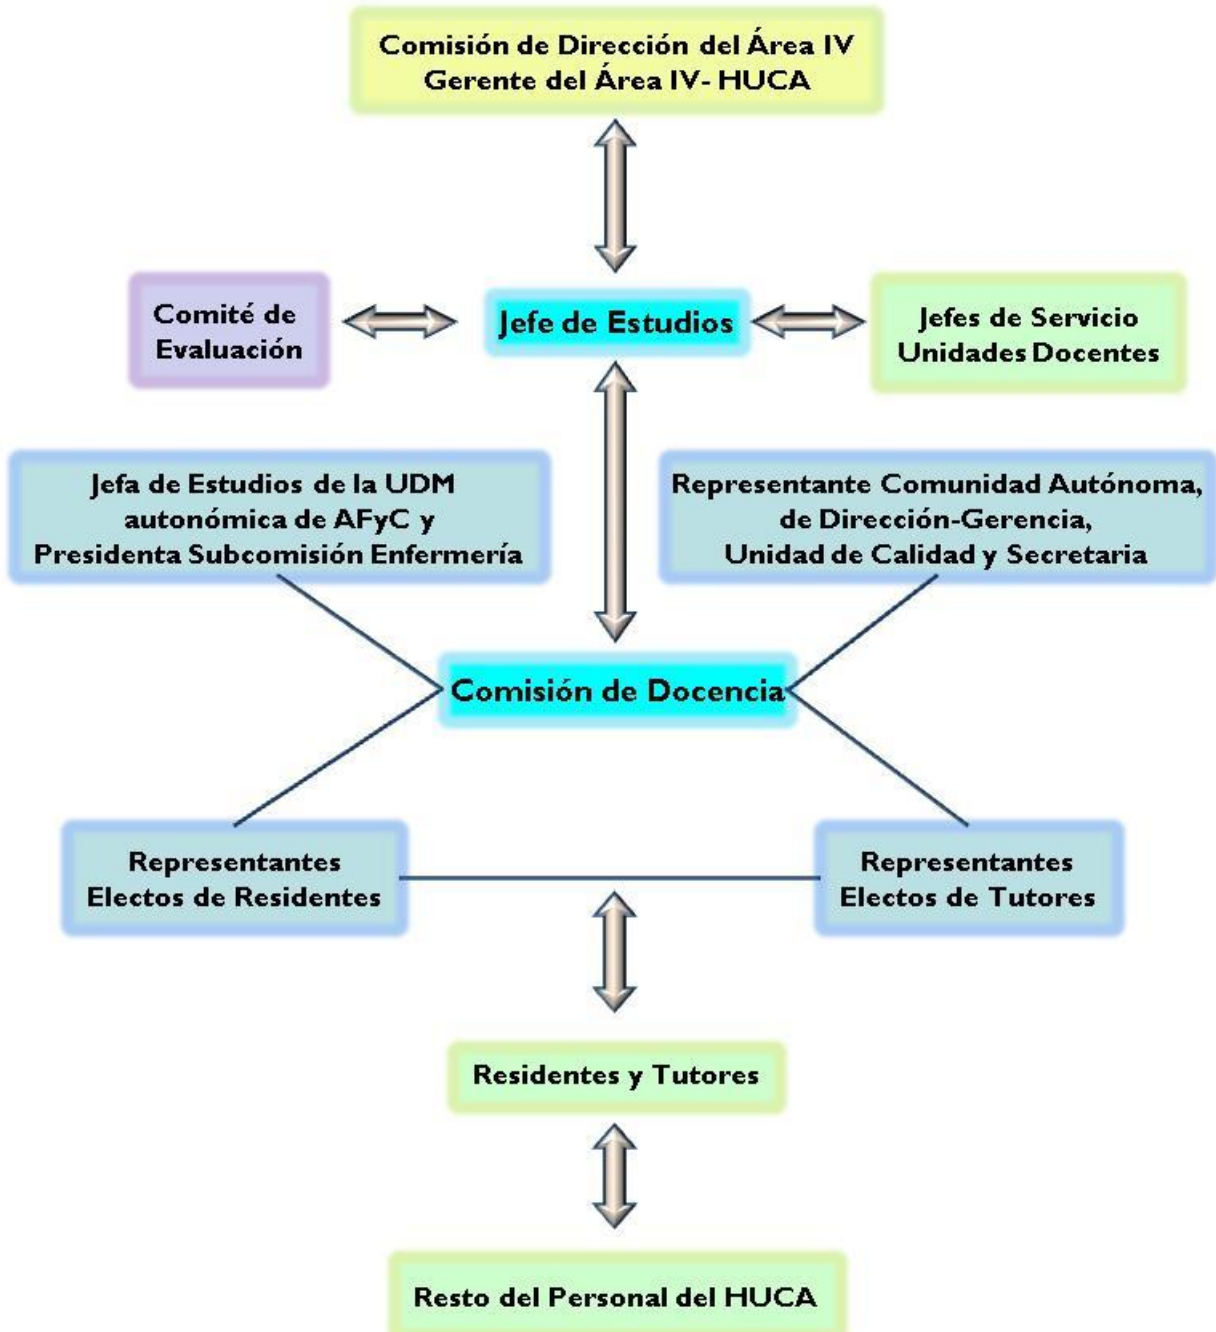 Comisión de Dirección del Área IV
Gerente del Área IV- HUCA
Comité de
Evaluación
Jefe de Estudios
Jefes de Servicio
Unidades Docentes
Jefa de Estudios de la UDM
autonómica de AFyC y
Presidenta Subcomisión Enfermería
Representante Comunidad Autónoma,
de Dirección-Gerencia,
Unidad de Calidad y Secretaria
Comisión de Docencia
Representantes
Electos de Residentes
Representantes
Electos de Tutores
Residentes y Tutores
Resto del Personal del HUCA